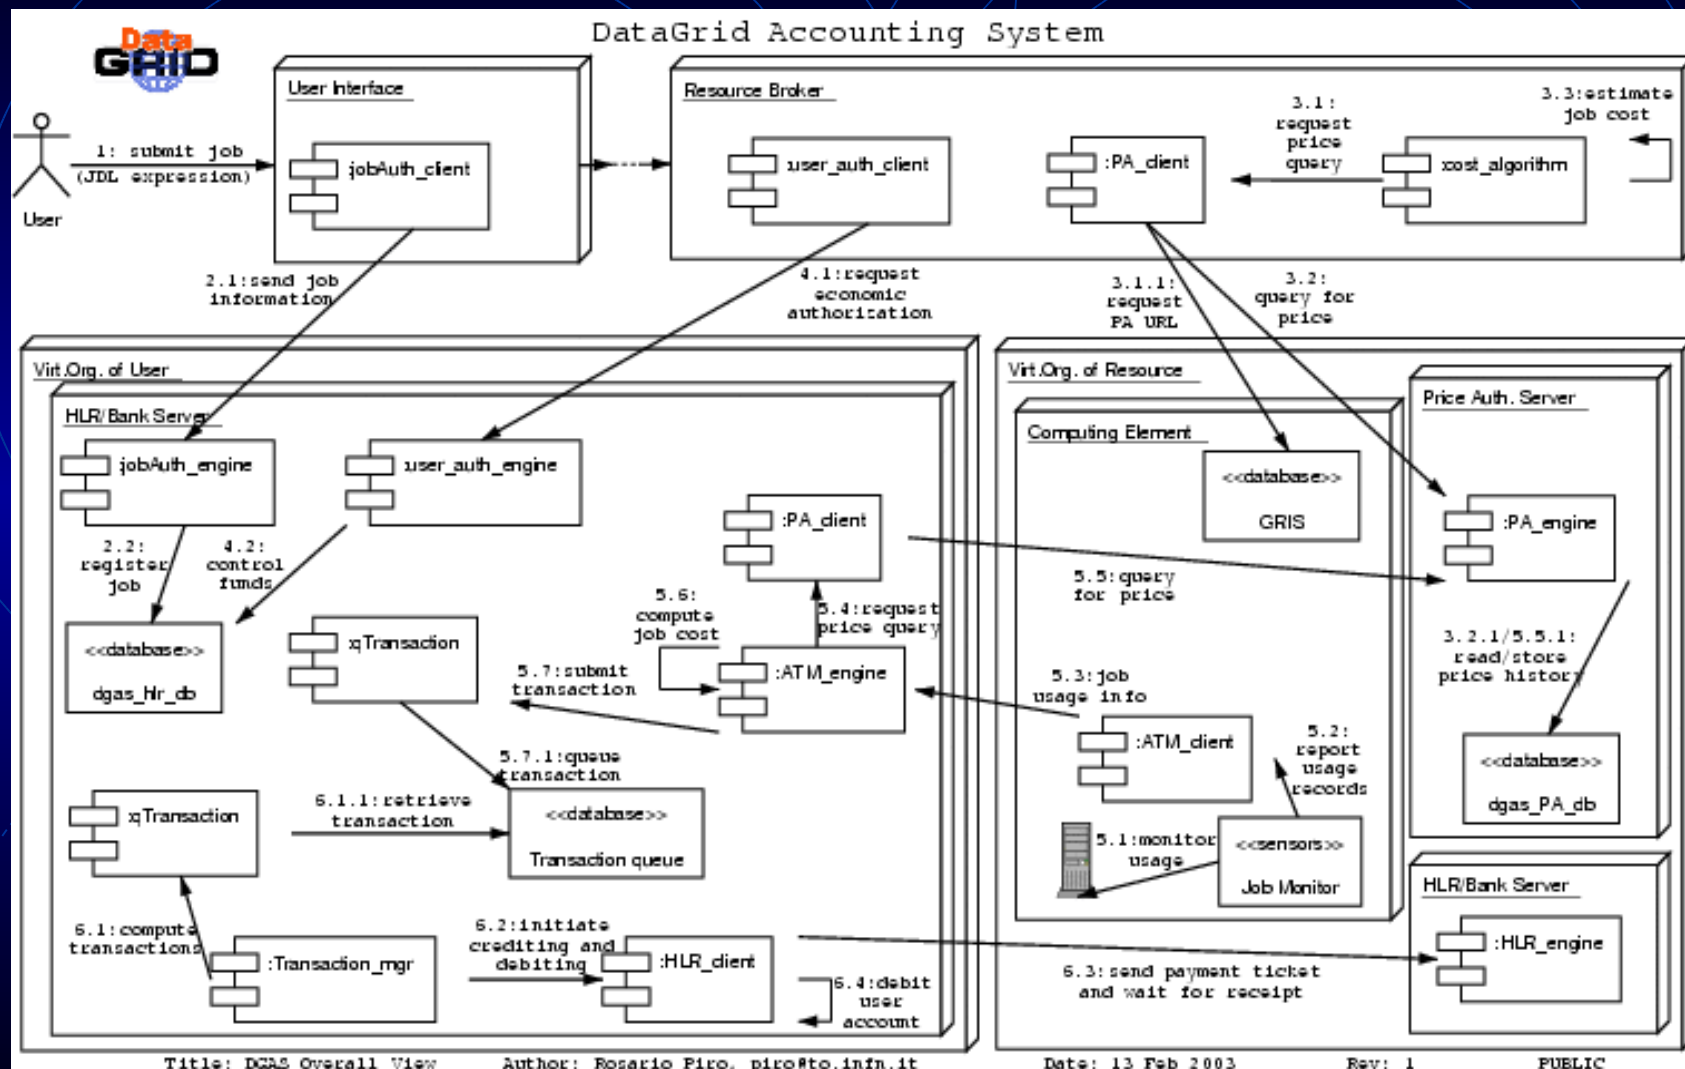 DataGrid Accounting System
Data
GRID
User Interface
Resource Broker
3.1:
request
price
query
3.3:estimate
job cost
1: submit job
(JDL expression)
User
:jobAuth_client
:user_auth_client
:PA_client
:cost_algorithm
2.1:send job
information
4.1:request
economic
authorization
3.1.1:
request
PA URL
3.2:
query for
price
Virt.Org. of User
HLR/Bank Server
:jobAuth_engine
:user_auth_engine
Virt.Org. of Resource
Computing Element
<<database>>
GRIS
Price Auth. Server
:PA_engine
:PA_client
2.2:
register
job
4.2:
control
funds
5.5:query
for price
5.6:
compute
job cost
5.4:request
price query
<<database>>
dgas_hlr_db
:qTransaction
5.7:submit
transaction
:ATM_engine
5.3:job
usage info
3.2.1/5.5.1:
read/store
price history
:ATM_client
5.2:
report
usage
records
<<database>>
dgas_PA_db
5.7.1:queue
transaction
:qTransaction
6.1.1:retrieve
transaction
<<database>>
Transaction queue
5.1:monitor
usage
<<sensors>>
Job Monitor
HLR/Bank Server
:HLR_engine
6.1:compute
transactions
:Transaction_mgr
6.2:initiate
crediting and
debiting
:HLR_client
6.4:debit
user
account
6.3:send payment ticket
and wait for receipt
Title: DGAS Overall View Author: Rosario Piro, piro@to.infn.it Date: 13 Feb 2003 Rev: 1 PUBLIC